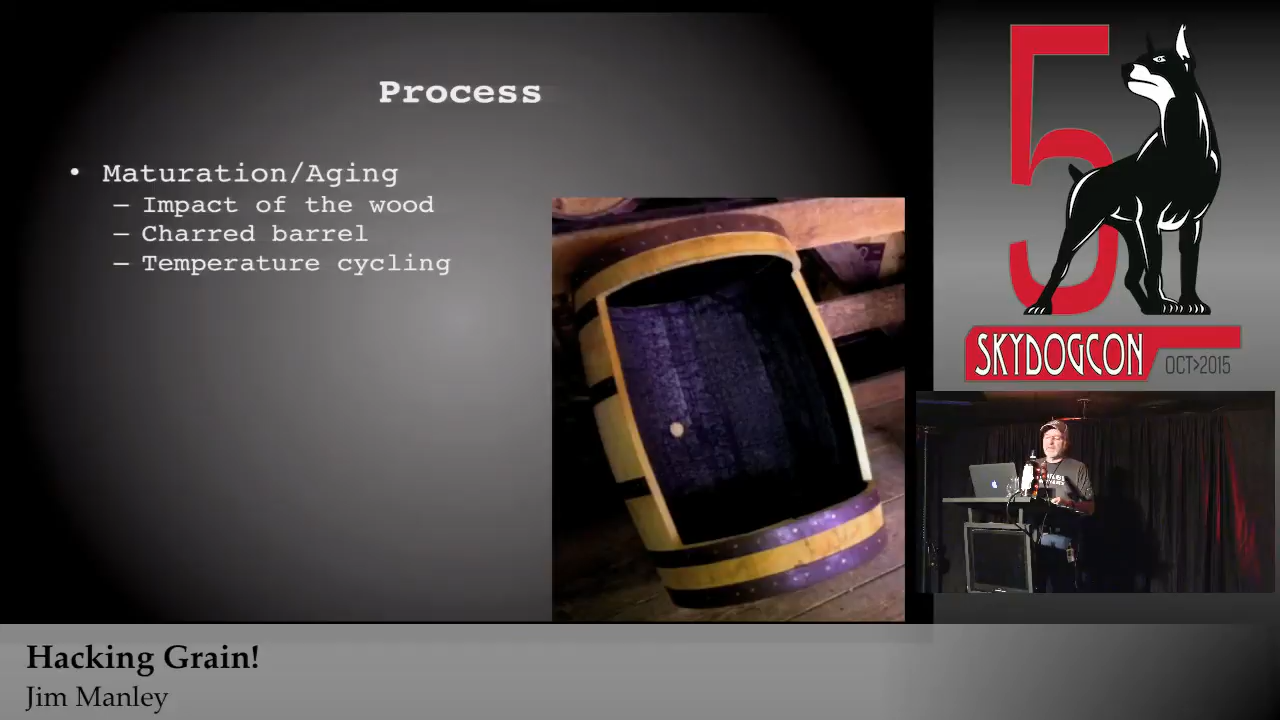 Process
• Maturation/Aging
– Impact of the wood
– Charred barrel
– Temperature cycling
5
SKYDOGCON
OCT>2015
Hacking Grain!
Jim Manley